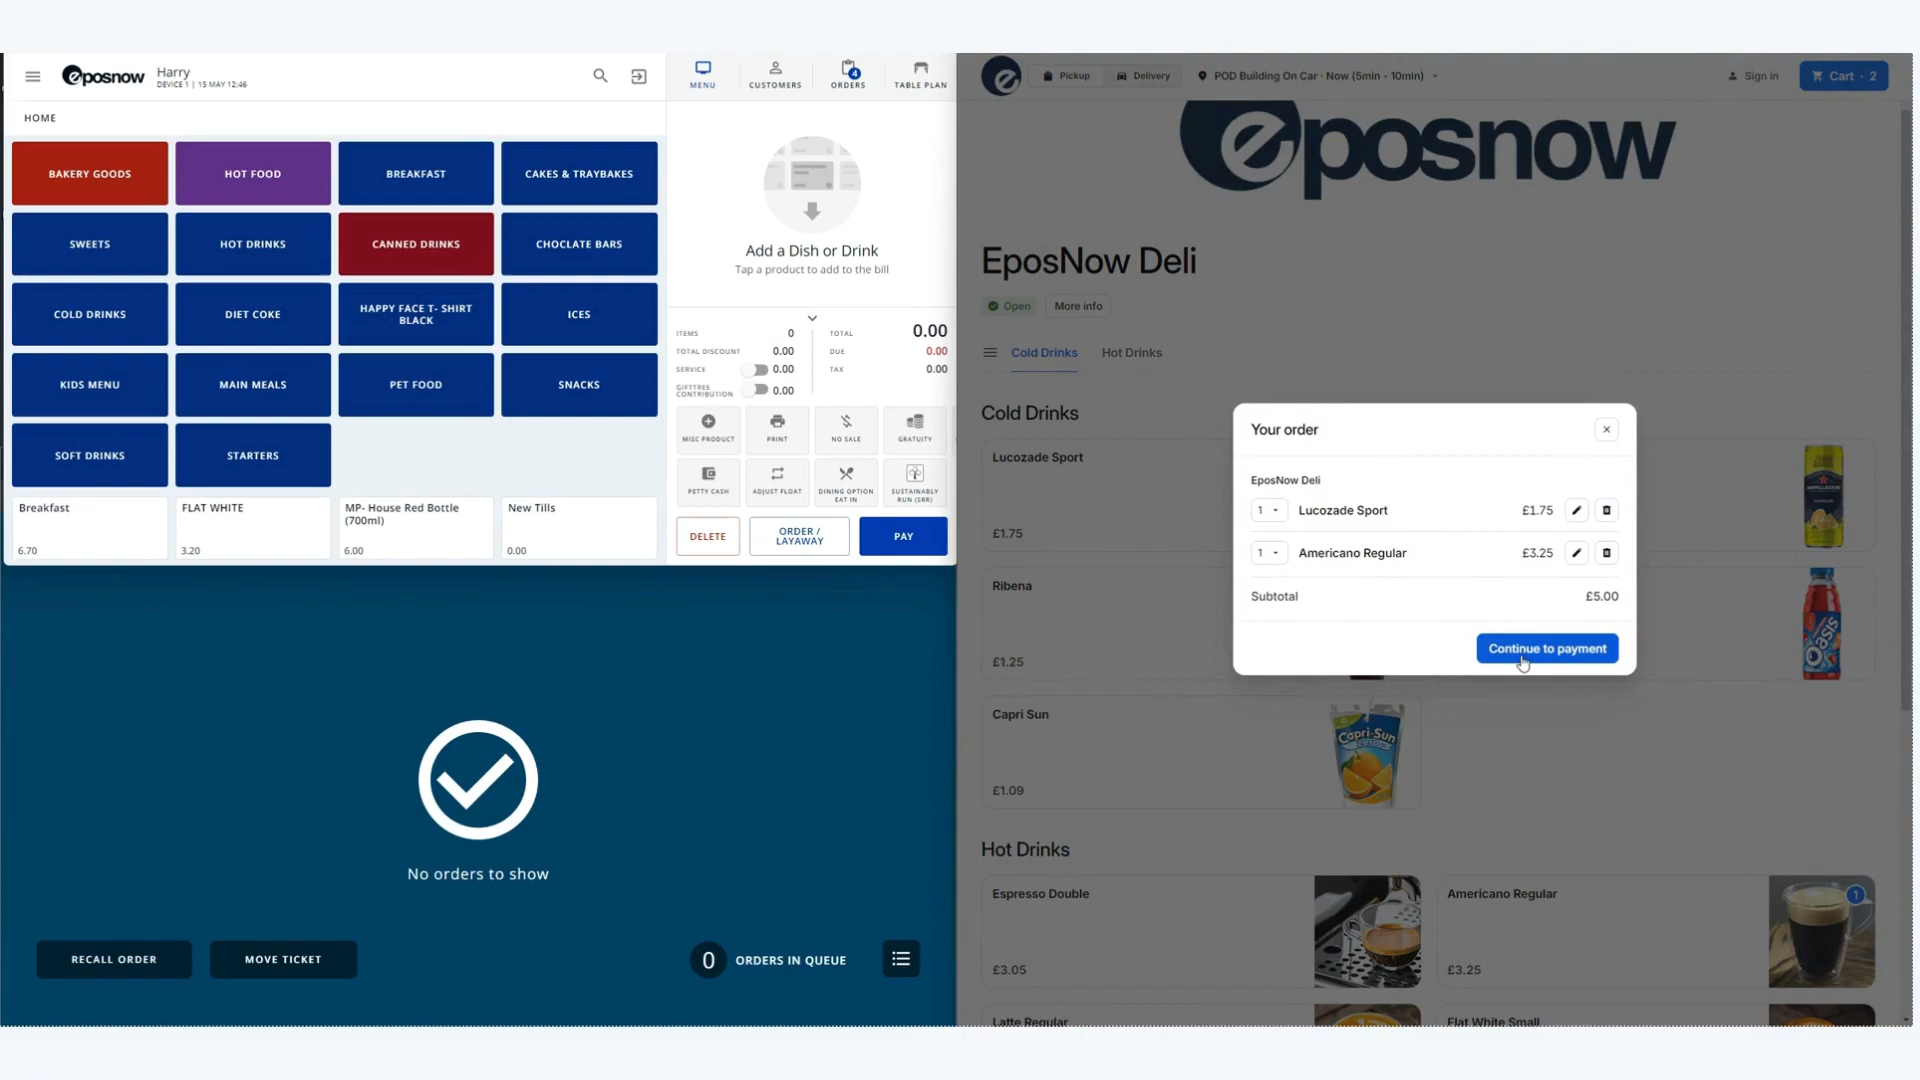 eposnow
Harry
DEVICE 1 | 15 MAY 12:46
MENU
CUSTOMERS
4
ORDERS
TABLE PLAN
HOME
BAKERY GOODS
HOT FOOD
BREAKFAST
CAKES & TRAYBAKES
SWEETS
HOT DRINKS
CANNED DRINKS
CHOCLATE BARS
COLD DRINKS
DIET COKE
HAPPY FACE T- SHIRT
BLACK
ICES
KIDS MENU
MAIN MEALS
PET FOOD
SNACKS
SOFT DRINKS
STARTERS
Breakfast
6.70
FLAT WHITE
3.20
MP- House Red Bottle
(700ml)
6.00
New Tills
0.00
Add a Dish or Drink
Tap a product to add to the bill
ITEMS 0
TOTAL DISCOUNT 0.00
SERVICE 0.00
GIFTTREE
CONTRIBUTION 0.00
TOTAL 0.00
DUE 0.00
TAX 0.00
MISC PRODUCT
PRINT
NO SALE
GRATUITY
PETTY CASH
ADJUST FLOAT
DINING OPTION
EAT IN
SUSTAINABLY
RUN (SRR)
DELETE
ORDER /
LAYAWAY
PAY
No orders to show
RECALL ORDER
MOVE TICKET
0 ORDERS IN QUEUE
Pickup
Delivery
POD Building On Car · Now (5min - 10min)
Sign in
Cart · 2
eposnow
EposNow Deli
Open
More info
Cold Drinks
Hot Drinks
Cold Drinks
Lucozade Sport
£1.75
Ribena
£1.25
Oasis
Capri Sun
£1.09
Capri-Sun
Your order
EposNow Deli
1 Lucozade Sport £1.75
1 Americano Regular £3.25
Subtotal £5.00
Continue to payment
Hot Drinks
Espresso Double
£3.05
Americano Regular
£3.25
1
Latte Regular
Flat White Small